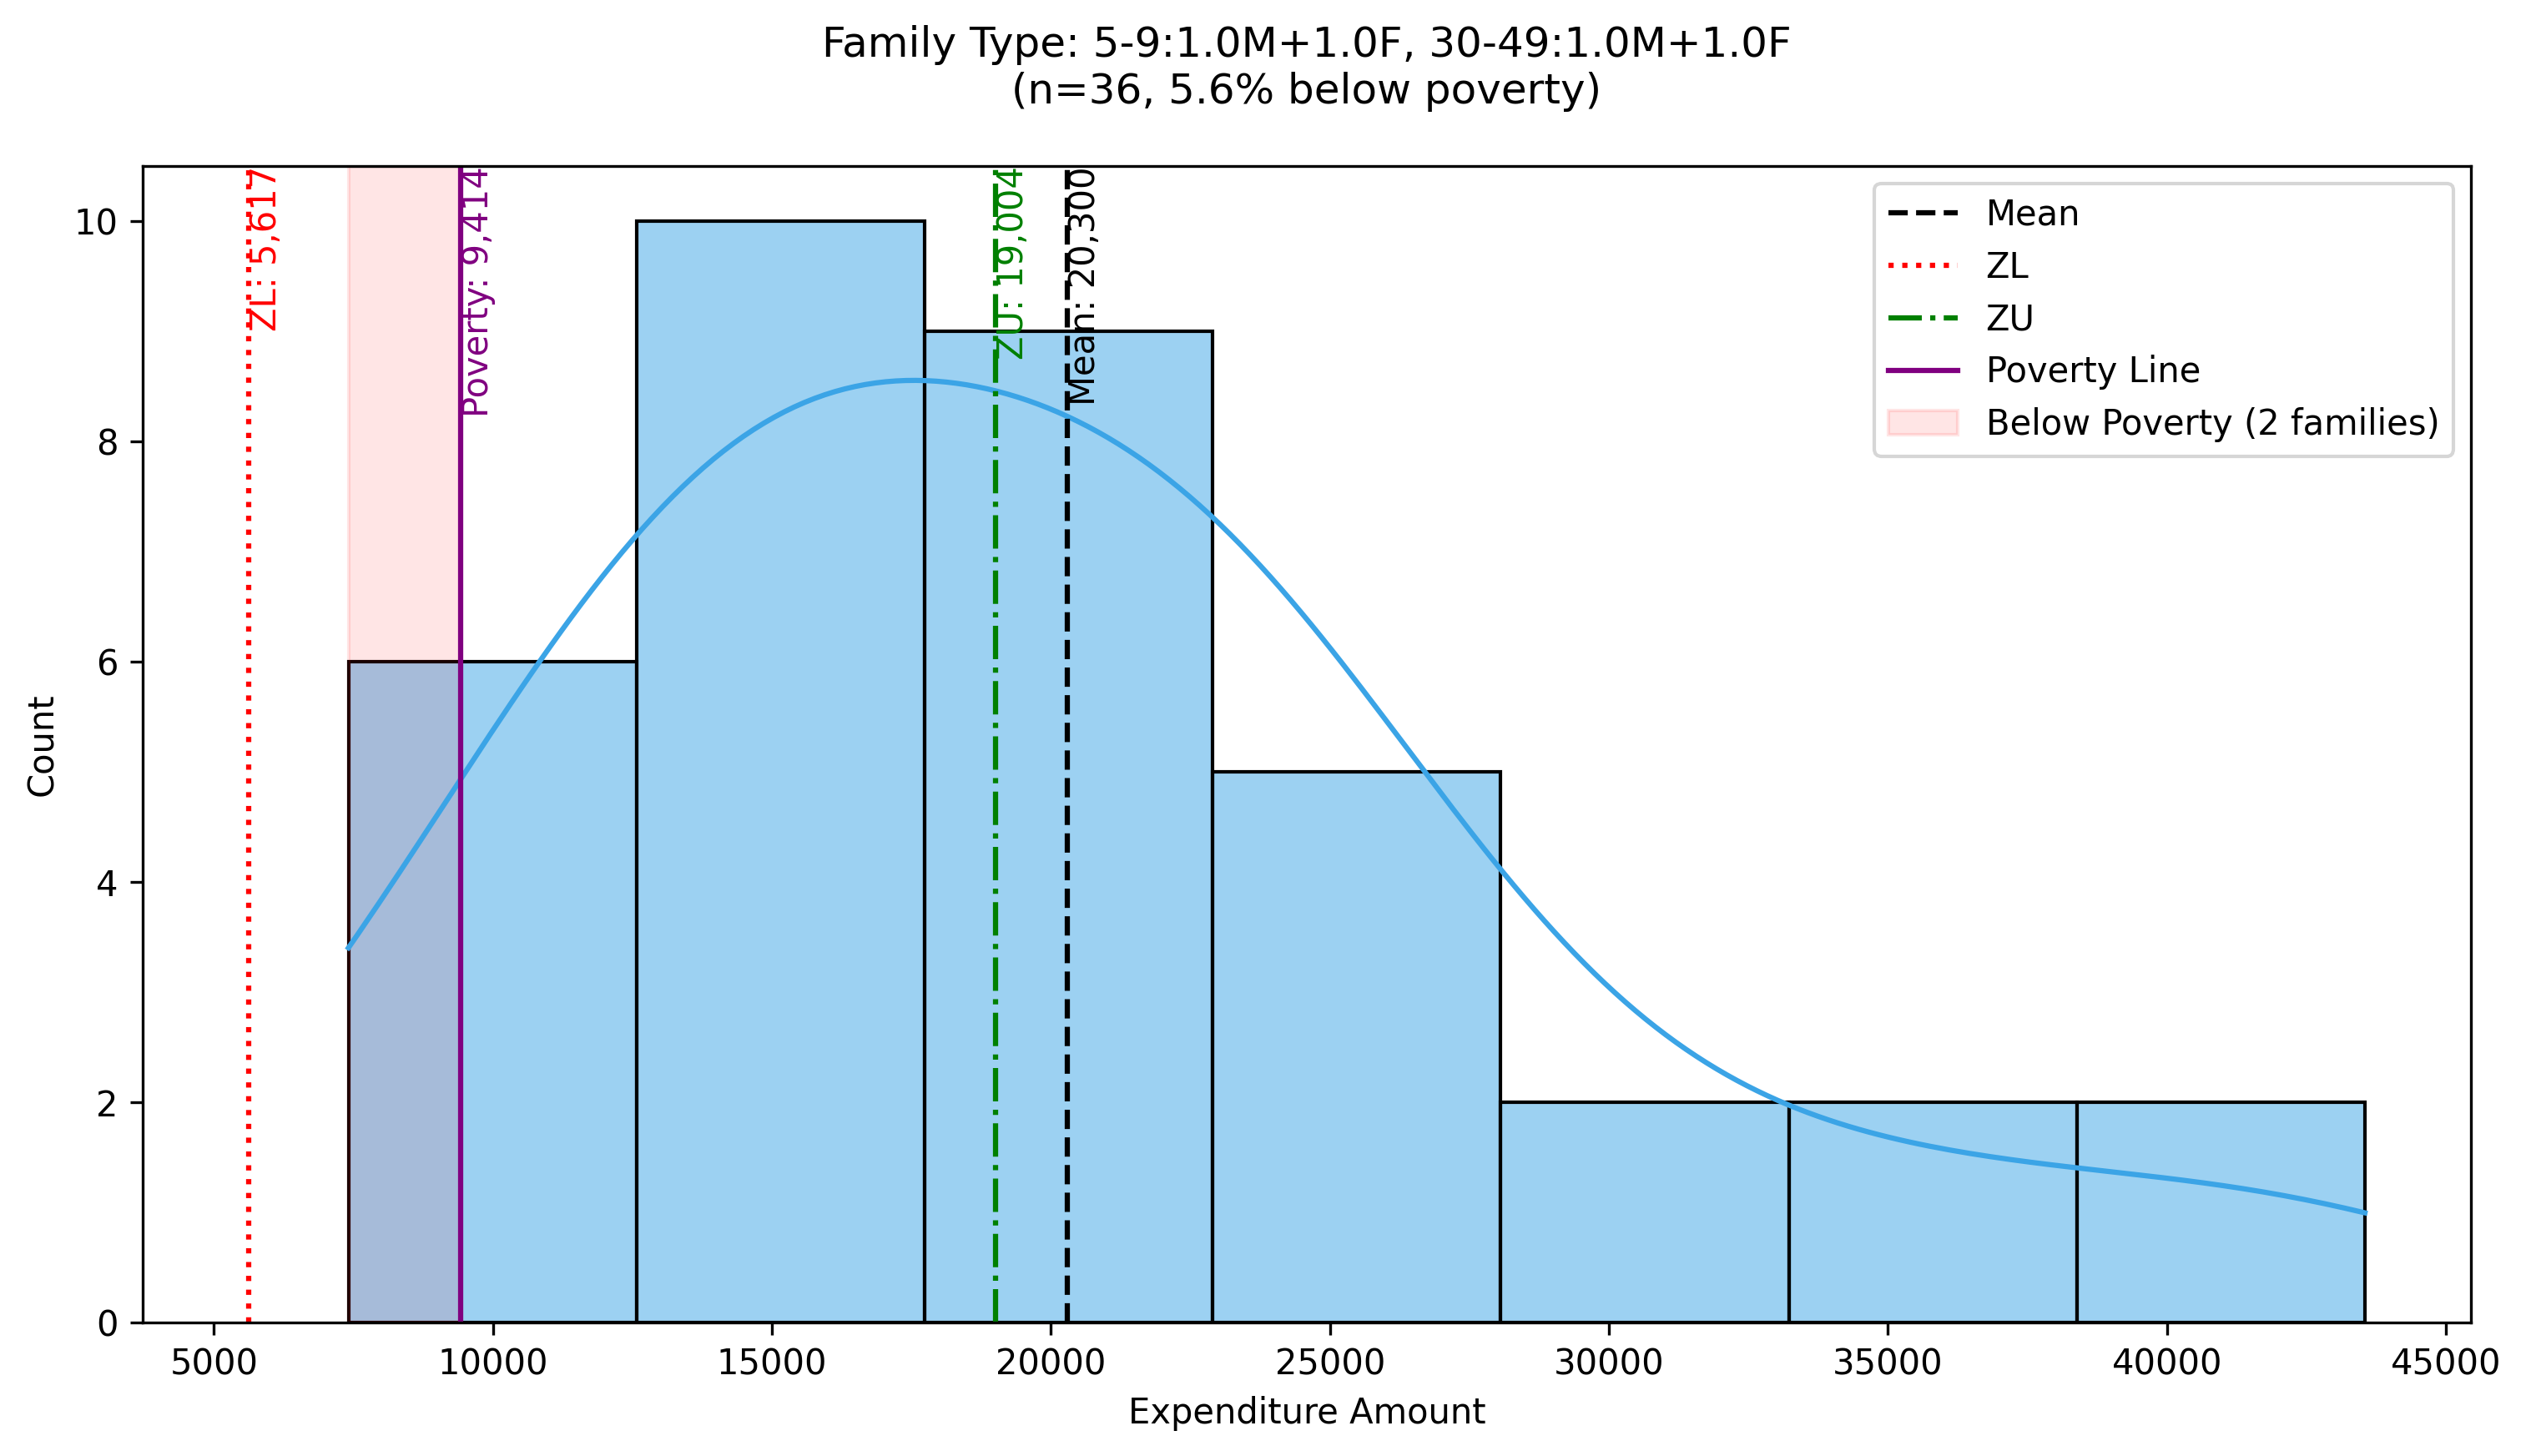 Family Type: 5-9:1.0M+1.0F, 30-49:1.0M+1.0F
(n=36, 5.6% below poverty)
ZL: 5,617
Poverty: 9,414
ZU: 19,004
Mean: 20,300
Mean
ZL
ZU
Poverty Line
Below Poverty (2 families)
10
8
6
4
2
0
Count
5000 10000 15000 20000 25000 30000 35000 40000 45000
Expenditure Amount